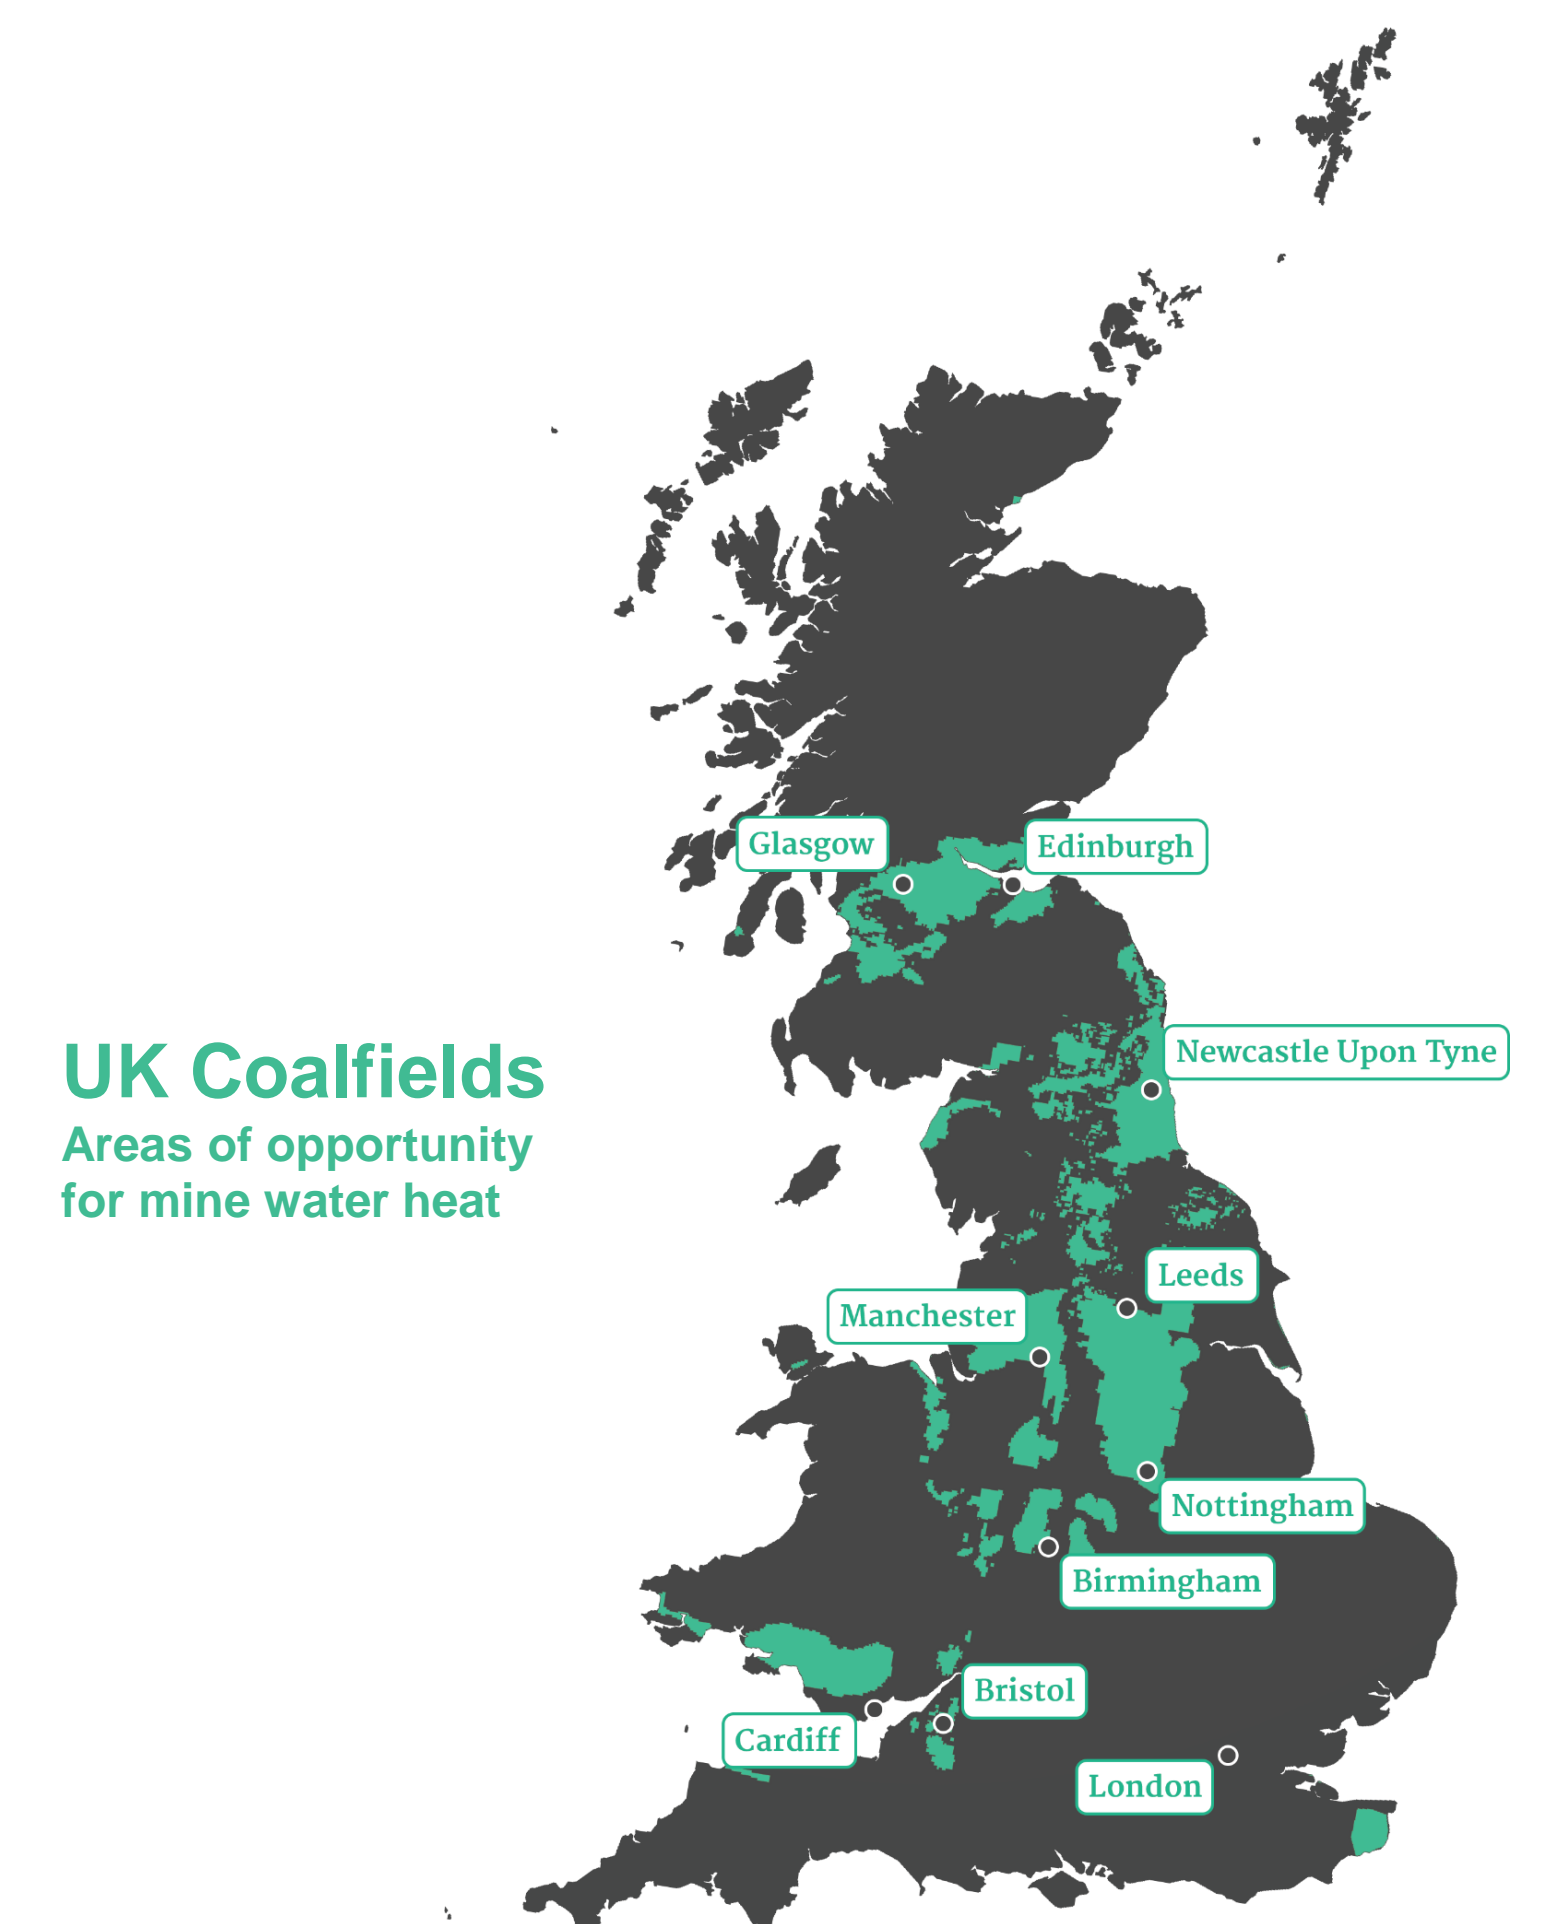 Glasgow
Edinburgh
UK Coalfields
Areas of opportunity
for mine water heat
Newcastle Upon Tyne
Leeds
Manchester
Nottingham
Birmingham
Bristol
Cardiff
London